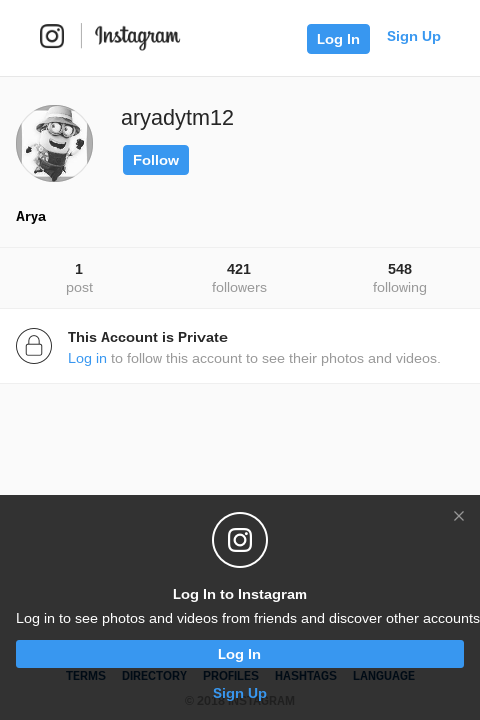 Instagram
Log In
Sign Up
aryadytm12
Follow
Arya
1
post
421
followers
548
following
This Account is Private
Log in to follow this account to see their photos and videos.
Log In to Instagram
Log in to see photos and videos from friends and discover other accounts
Log In
TERMS DIRECTORY PROFILES HASHTAGS LANGUAGE
Sign Up
© 2018 INSTAGRAM